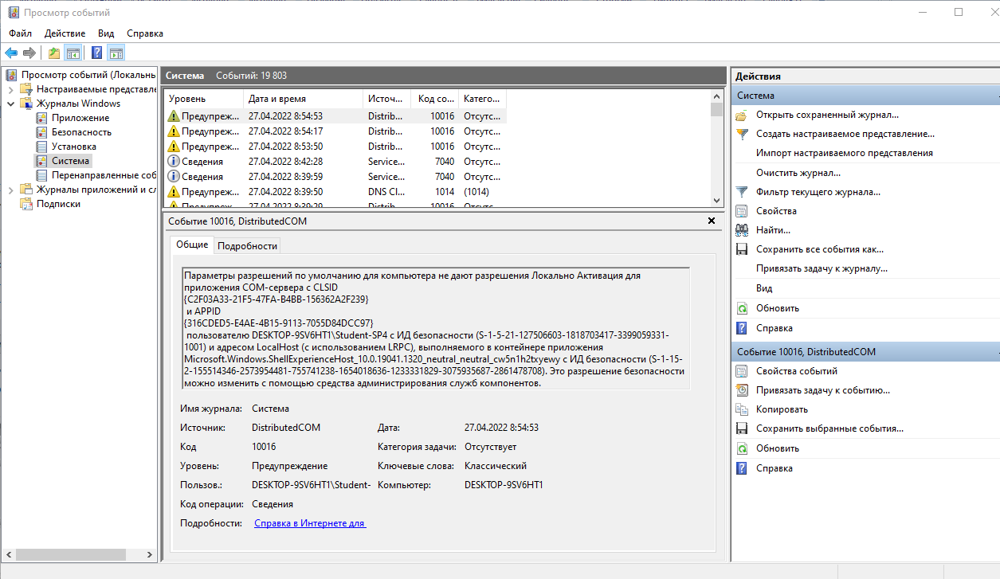 Просмотр событий
Файл Действие Вид Справка
Просмотр событий (Локальнь
Настраиваемые представле
Журналы Windows
Приложение
Безопасность
Установка
Система
Перенаправленные соб
Журналы приложений и сл
Подписки
Система Событий: 19 803
Уровень Дата и время Источ... Код со... Катего...
Предупреж... 27.04.2022 8:54:53 Distrib... 10016 Отсутс...
Предупреж... 27.04.2022 8:54:17 Distrib... 10016 Отсутс...
Предупреж... 27.04.2022 8:53:50 Distrib... 10016 Отсутс...
Сведения 27.04.2022 8:42:28 Service... 7040 Отсутс...
Сведения 27.04.2022 8:39:59 Service... 7040 Отсутс...
Предупреж... 27.04.2022 8:39:50 DNS Cl... 1014 (1014)
Предупреж... 27.04.2022 8:39:29 Distrib... 10016 Отсутс...
Событие 10016, DistributedCOM
Общие Подробности
Параметры разрешений по умолчанию для компьютера не дают разрешения Локально Активация для
приложения COM-сервера с CLSID
{C2F03A33-21F5-47FA-B4BB-156362A2F239}
и APPID
{316CDED5-E4AE-4B15-9113-7055D84DCC97}
пользователю DESKTOP-9SV6HT1\Student-SP4 с ИД безопасности (S-1-5-21-127506603-1818703417-3399059331-
1001) и адресом LocalHost (с использованием LRPC), выполняемого в контейнере приложения
Microsoft.Windows.ShellExperienceHost_10.0.19041.1320_neutral_neutral_cw5n1h2txyewy с ИД безопасности (S-1-15-
2-155514346-2573954481-755741238-1654018636-1233331829-3075935687-2861478708). Это разрешение безопасности
можно изменить с помощью средства администрирования служб компонентов.
Имя журнала: Система
Источник: DistributedCOM Дата: 27.04.2022 8:54:53
Код 10016 Категория задачи: Отсутствует
Уровень: Предупреждение Ключевые слова: Классический
Пользов.: DESKTOP-9SV6HT1\Student- Компьютер: DESKTOP-9SV6HT1
Код операции: Сведения
Подробности: Справка в Интернете для
Действия
Система
Открыть сохраненный журнал...
Создать настраиваемое представление...
Импорт настраиваемого представления
Очистить журнал...
Фильтр текущего журнала...
Свойства
Найти...
Сохранить все события как...
Привязать задачу к журналу...
Вид
Обновить
Справка
Событие 10016, DistributedCOM
Свойства событий
Привязать задачу к событию...
Копировать
Сохранить выбранные события...
Обновить
Справка